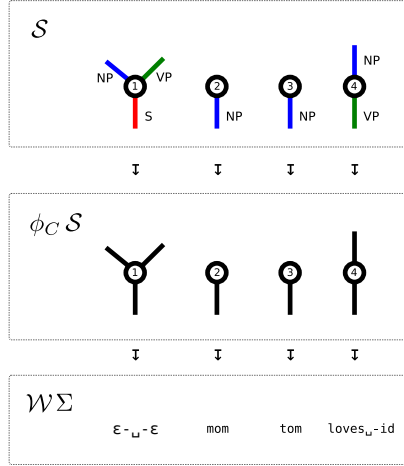 𝒮
NP VP NP
1 2 3 4
S NP NP VP
↧ ↧ ↧ ↧
ϕ_C 𝒮
1 2 3 4
↧ ↧ ↧ ↧
𝒲 Σ
ε-␣-ε mom tom loves␣-id